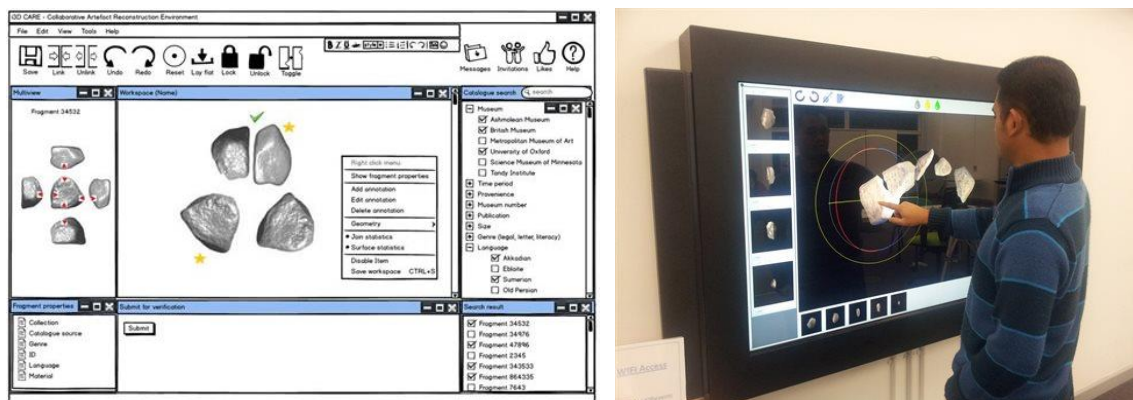 i3D CARE - Collaborative Artefact Reconstruction Environment
File Edit View Tools Help
Save Link Unlink Undo Redo Reset Lay flat Lock Unlock Toggle
Messages Invitations Likes Help
Multiview
Fragment 34532
Workspace (Name)
Right click menu
Show fragment properties
Add annotation
Edit annotation
Delete annotation
Geometry
Join statistics
Surface statistics
Disable Item
Save workspace CTRL+S
Catalogue search search
Museum
Ashmolean Museum
British Museum
Metropolitan Museum of Art
University of Oxford
Science Museum of Minnesota
Tandy Institute
Time period
Provenience
Museum number
Publication
Size
Genre (legal, letter, literacy)
Language
Akkadian
Eblaite
Sumerian
Old Persian
Fragment properties
Collection
Catalogue source
Genre
ID
Language
Material
Submit for verification
Submit
Search result
Fragment 34532
Fragment 34976
Fragment 47896
Fragment 2345
Fragment 343533
Fragment 864335
Fragment 7643
Wifi Access